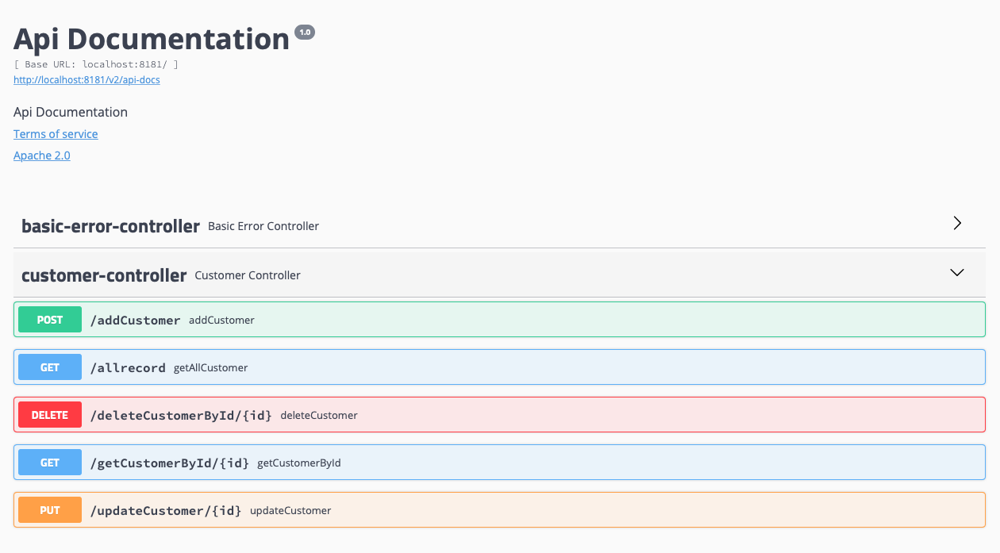 Api Documentation 1.0
[ Base URL: localhost:8181/ ]
http://localhost:8181/v2/api-docs
Api Documentation
Terms of service
Apache 2.0
basic-error-controller Basic Error Controller
customer-controller Customer Controller
POST /addCustomer addCustomer
GET /allrecord getAllCustomer
DELETE /deleteCustomerById/{id} deleteCustomer
GET /getCustomerById/{id} getCustomerById
PUT /updateCustomer/{id} updateCustomer